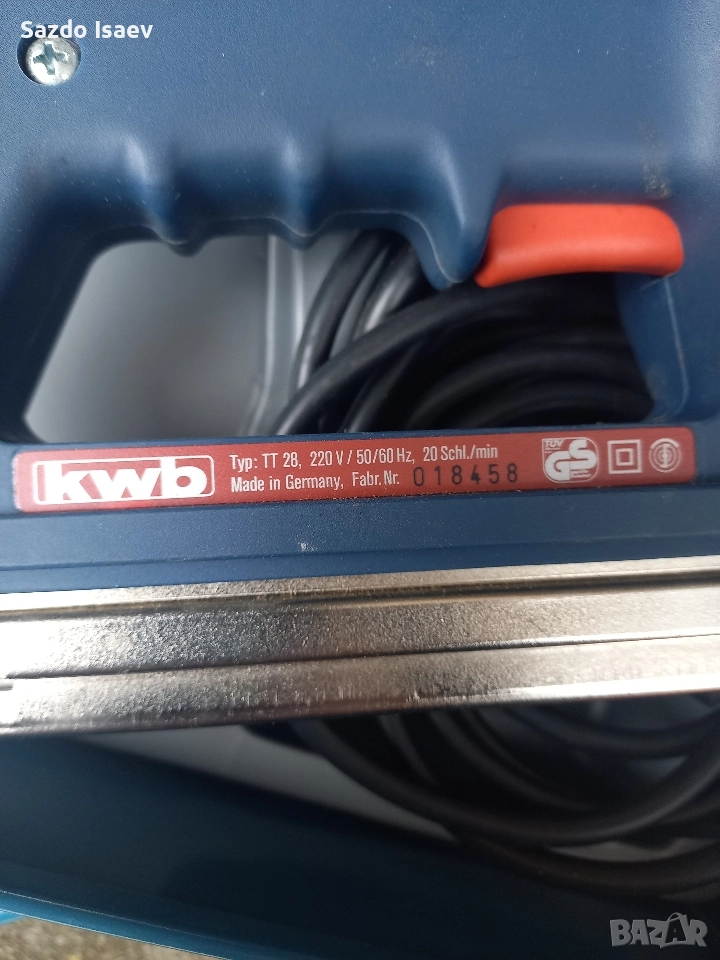 Sazdo Isaev
kwb
Typ: TT 28, 220 V / 50/60 Hz, 20 Schl./min
Made in Germany, Fabr. Nr. 018458
TÜV
GS
BAZAR